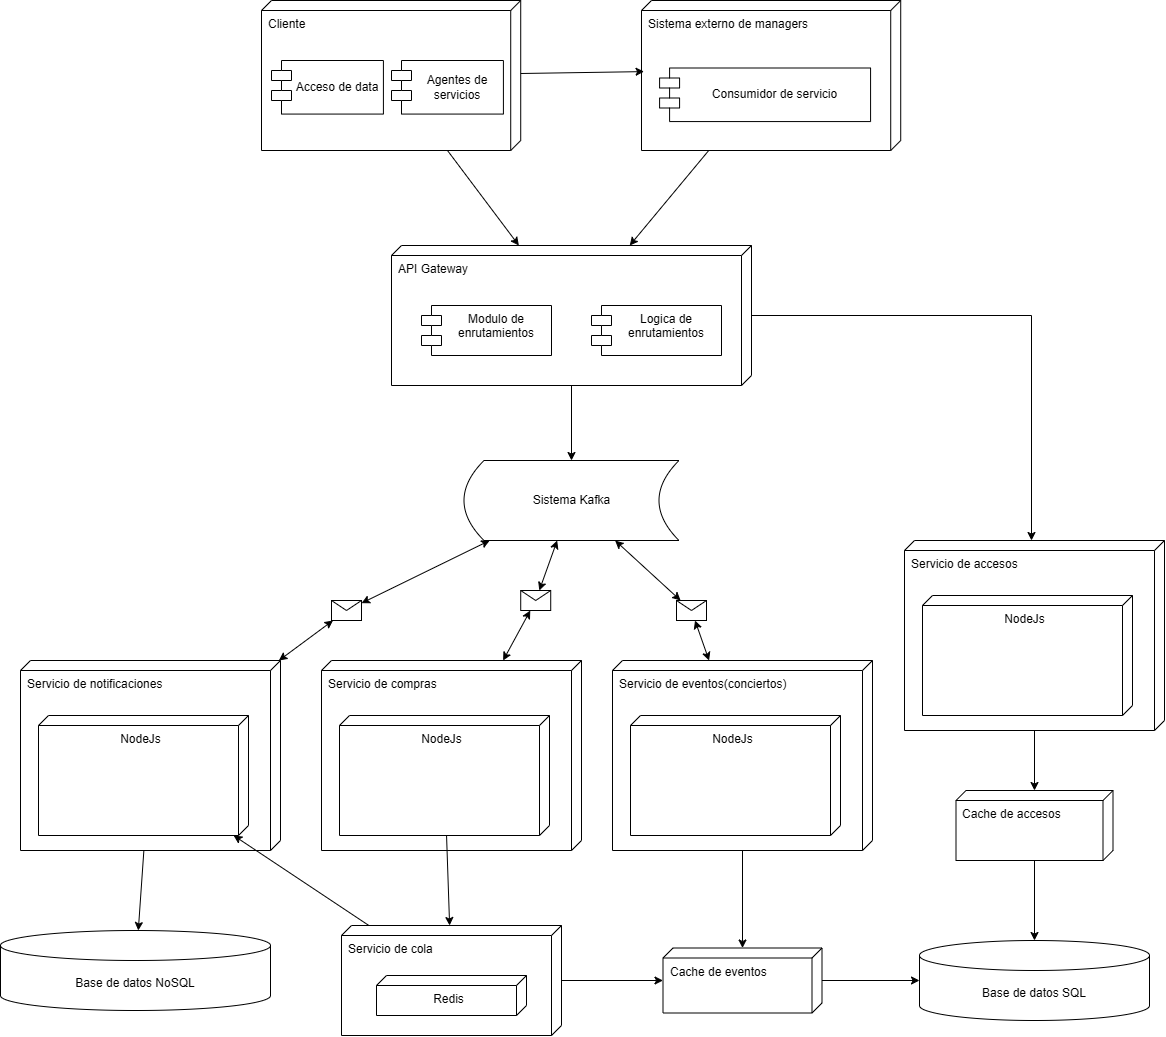 Cliente
Sistema externo de managers
Acceso de data
Agentes de
servicios
Consumidor de servicio
API Gateway
Modulo de
enrutamientos
Logica de
enrutamientos
Sistema Kafka
Servicio de accesos
NodeJs
Servicio de notificaciones
NodeJs
Servicio de compras
NodeJs
Servicio de eventos(conciertos)
NodeJs
Cache de accesos
Servicio de cola
Redis
Cache de eventos
Base de datos NoSQL
Base de datos SQL